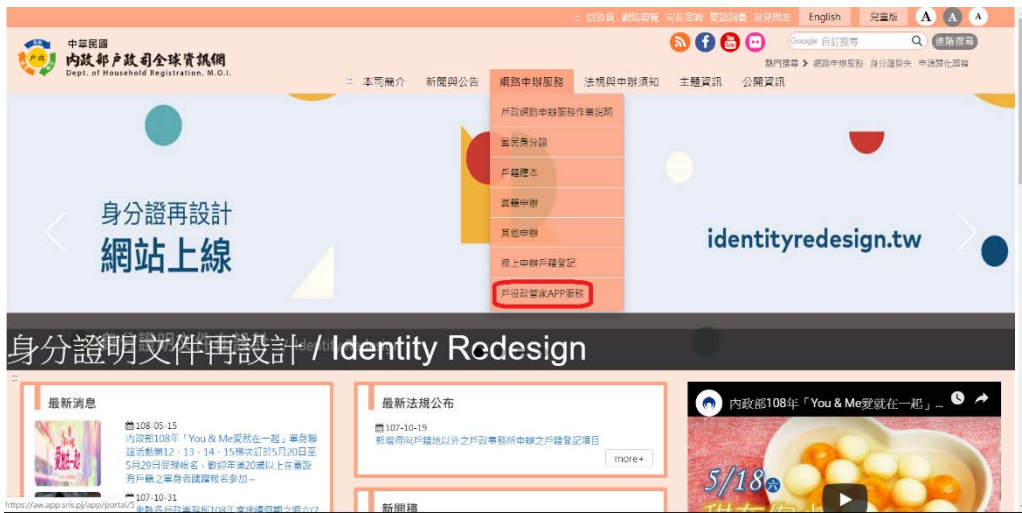 ::: 回首頁 網站導覽 司長信箱 雙語詞彙 常見問答 English 兒童版 A A A
中華民國
內政部戶政司全球資訊網
Dept. of Household Registration, M.O.I.
Google 自訂搜尋 進階搜尋
熱門搜尋 網路申辦服務 身分證掛失 申請歸化國籍
::: 本司簡介 新聞與公告 網路申辦服務 法規與申辦須知 主題資訊 公開資訊
戶政網路申辦服務作業說明
國民身分證
戶籍謄本
國籍申辦
其他申辦
線上申辦戶籍登記
戶役政管家APP服務
身分證再設計
網站上線
identityredesign.tw
身分證明文件再設計 / Identity Redesign
:::
最新消息
108-05-15
內政部108年「You & Me愛就在一起」單身聯
誼活動第12、13、14、15梯次訂於5月20日至
5月29日受理報名，歡迎年滿20歲以上在臺設
有戶籍之單身者踴躍報名參加~
107-10-31
最新法規公布
107-10-19
新增得向戶籍地以外之戶政事務所申辦之戶籍登記項目
more+
新聞稿
內政部108年「You & Me愛就在一起」...
5/18 六
https://aw.app.sris.pj/app/portal/5